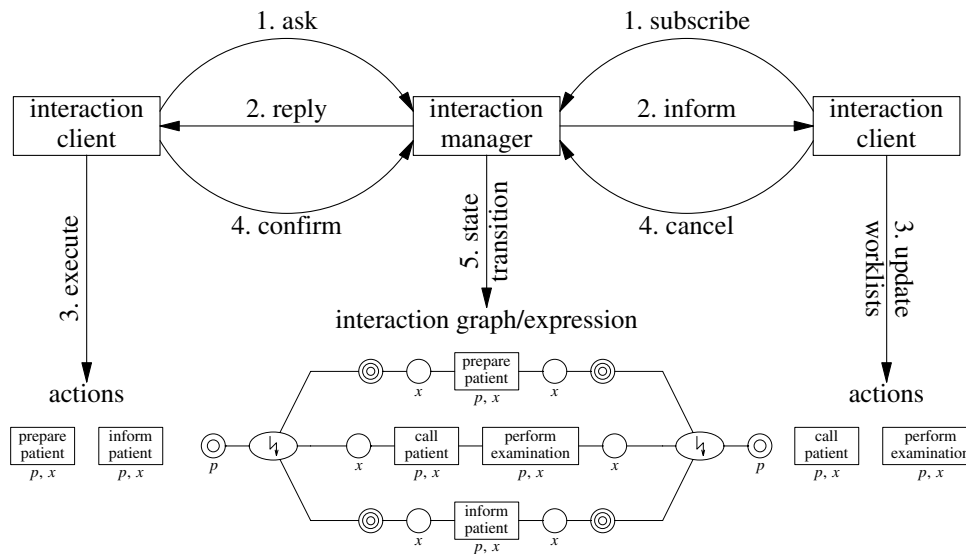 1. ask
1. subscribe
interaction
client
2. reply
interaction
manager
2. inform
interaction
client
4. confirm
4. cancel
3. execute
5. state
transition
3. update
worklists
interaction graph/expression
actions
actions
prepare
patient
p, x
inform
patient
p, x
p
x
prepare
patient
p, x
x
x
call
patient
p, x
perform
examination
p, x
x
x
inform
patient
p, x
x
p
call
patient
p, x
perform
examination
p, x